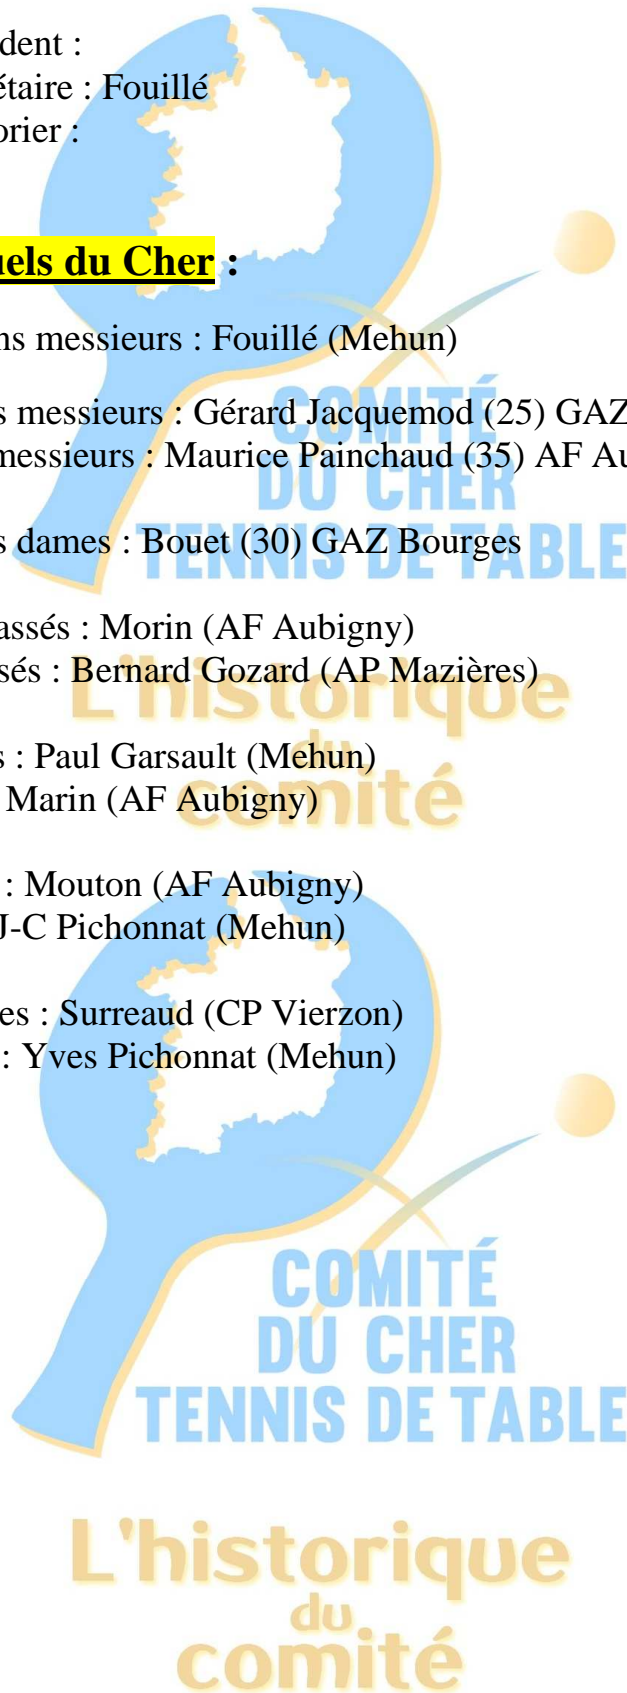 dent :
étaire : Fouillé
orier :
uels du Cher :
ns messieurs : Fouillé (Mehun)
s messieurs : Gérard Jacquemod (25) GAZ
messieurs : Maurice Painchaud (35) AF Au
s dames : Bouet (30) GAZ Bourges
assés : Morin (AF Aubigny)
sés : Bernard Gozard (AP Mazières)
s : Paul Garsault (Mehun)
Marin (AF Aubigny)
: Mouton (AF Aubigny)
J-C Pichonnat (Mehun)
es : Surreaud (CP Vierzon)
: Yves Pichonnat (Mehun)
COMITÉ
DU CHER
TENNIS DE TABLE
L'historique
du
comité
COMITÉ
DU CHER
TENNIS DE TABLE
L'historique
du
comité